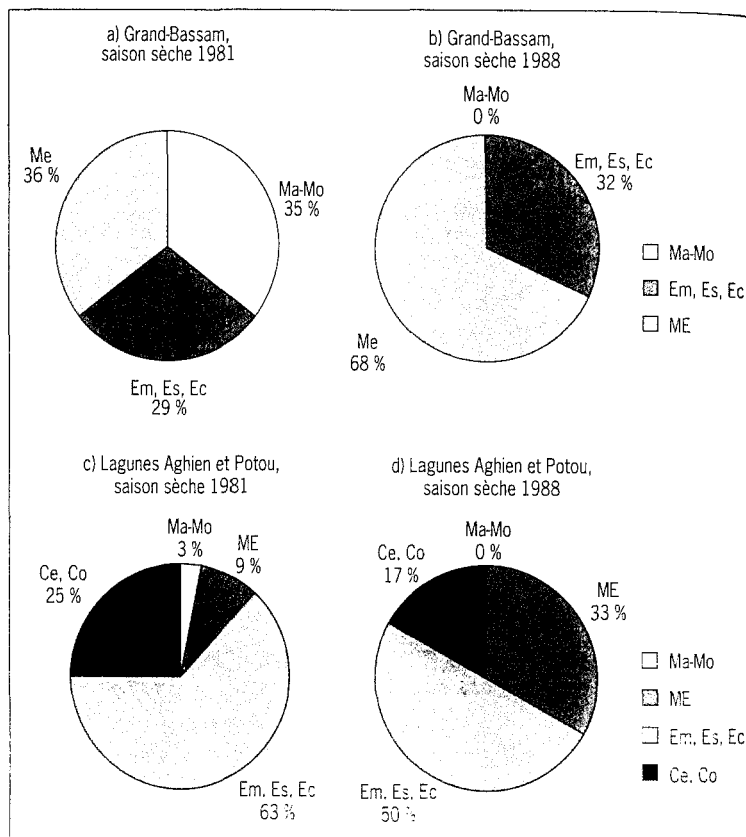 a) Grand-Bassam,
saison sèche 1981
Me
36 %
Ma-Mo
35 %
Em, Es, Ec
29 %
b) Grand-Bassam,
saison sèche 1988
Ma-Mo
0 %
Em, Es, Ec
32 %
Me
68 %
Ma-Mo
Em, Es, Ec
ME
c) Lagunes Aghien et Potou,
saison sèche 1981
Ma-Mo
3 %
ME
9 %
Ce, Co
25 %
Em, Es, Ec
63 %
d) Lagunes Aghien et Potou,
saison sèche 1988
Ma-Mo
0 %
Ce, Co
17 %
ME
33 %
Em, Es, Ec
50 %
Ma-Mo
ME
Em, Es, Ec
Ce, Co